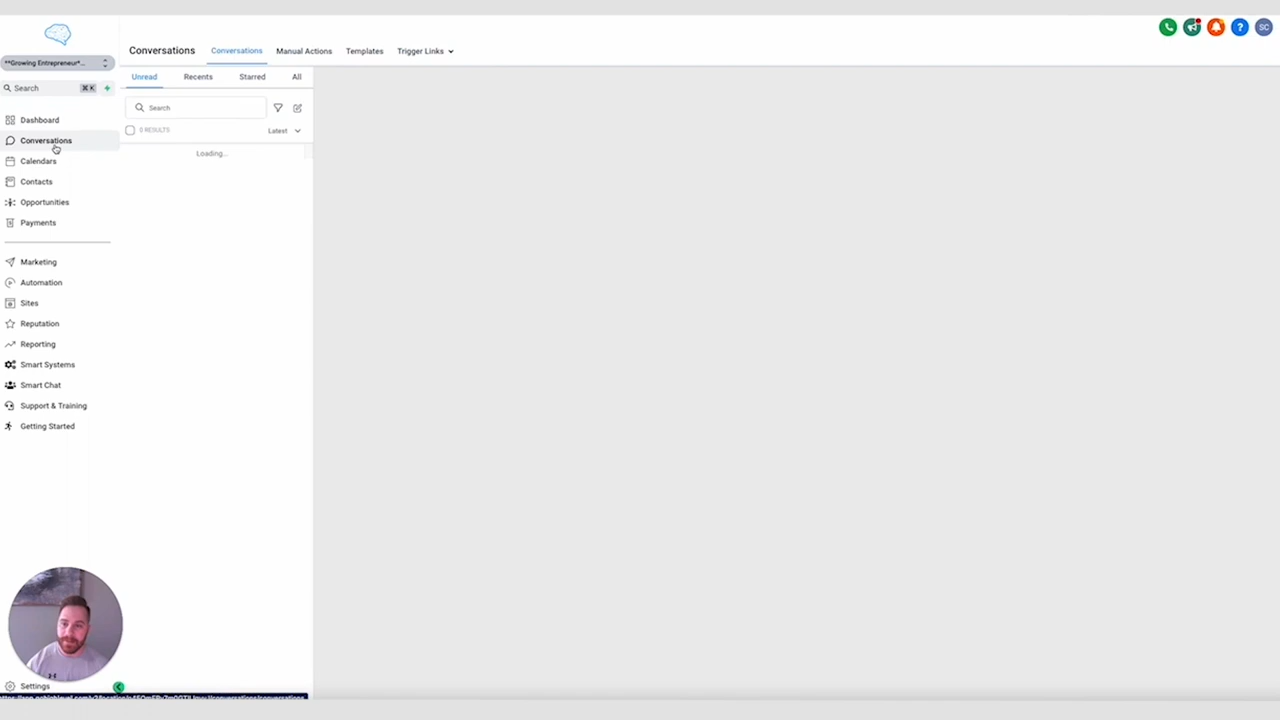 **Growing Entrepreneur*...
Search ⌘ K
Dashboard
Conversations
Calendars
Contacts
Opportunities
Payments
Marketing
Automation
Sites
Reputation
Reporting
Smart Systems
Smart Chat
Support & Training
Getting Started
Settings
Conversations
Conversations Manual Actions Templates Trigger Links
Unread Recents Starred All
Search
0 RESULTS Latest
Loading...
SC